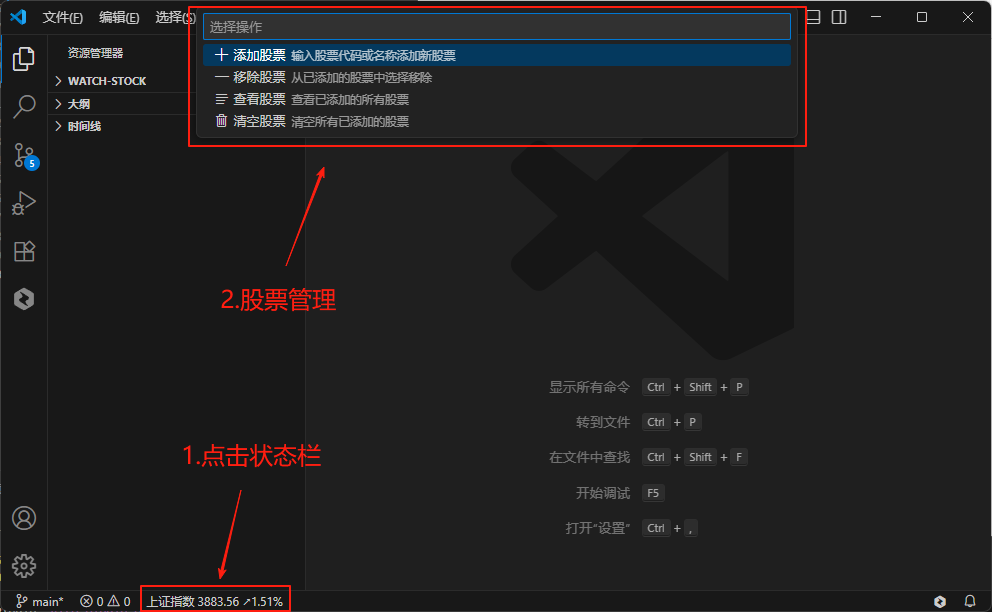 文件(F) 编辑(E) 选择(S)
选择操作
添加股票 输入股票代码或名称添加新股票
移除股票 从已添加的股票中选择移除
查看股票 查看已添加的所有股票
清空股票 清空所有已添加的股票
资源管理器
WATCH-STOCK
大纲
时间线
5
2.股票管理
显示所有命令 Ctrl + Shift + P
转到文件 Ctrl + P
在文件中查找 Ctrl + Shift + F
开始调试 F5
打开“设置” Ctrl + ,
1.点击状态栏
main* 0 0 上证指数 3883.56 ↗1.51%